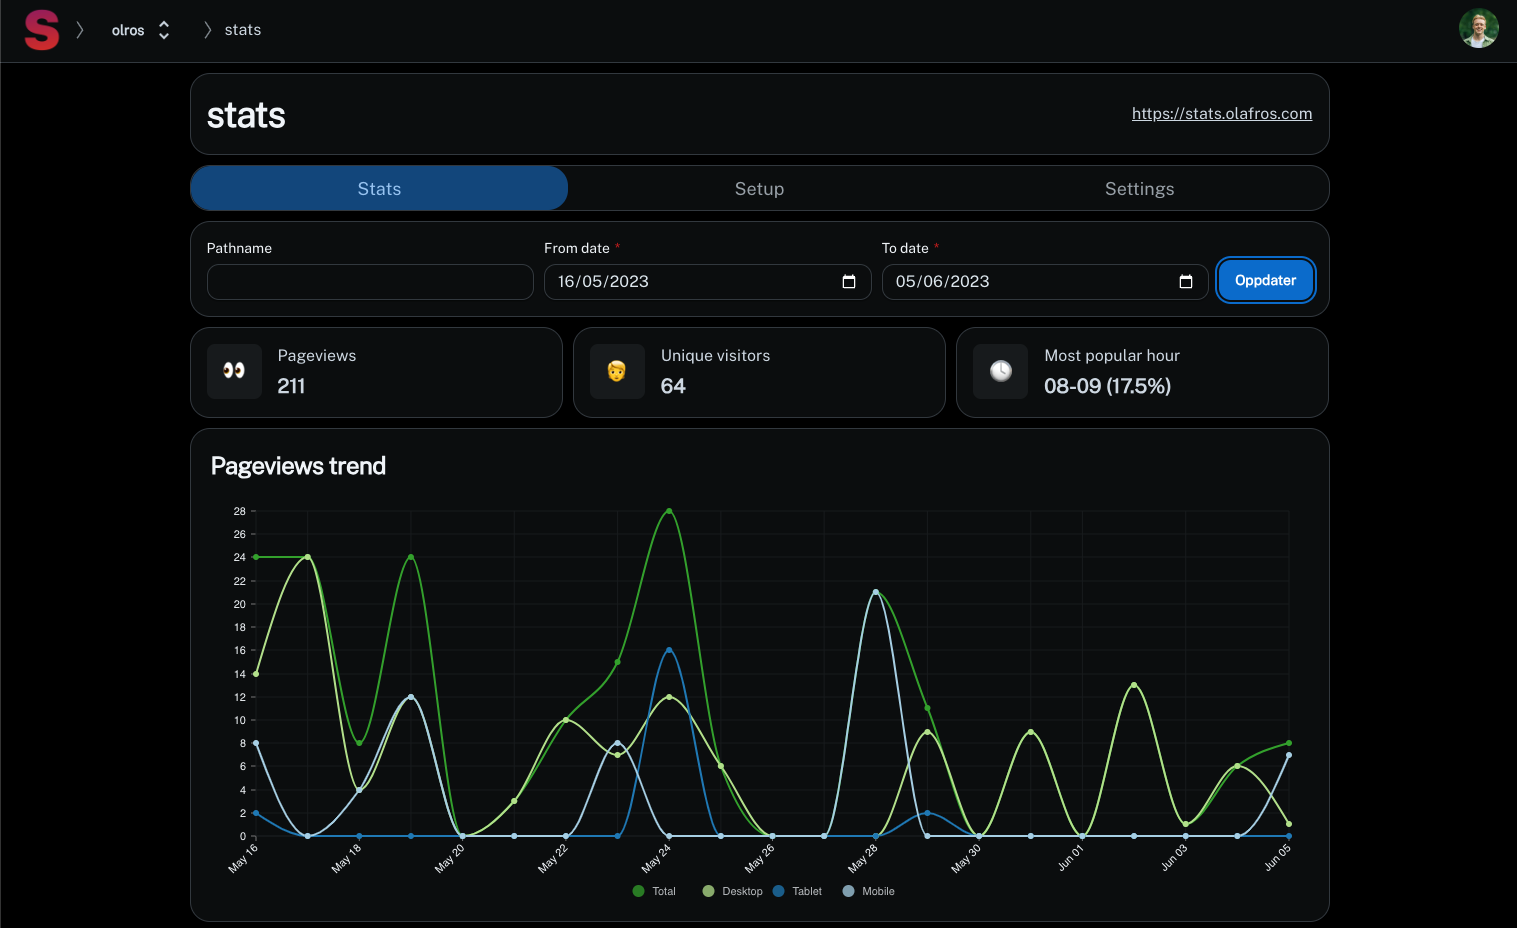 S
olros
stats
stats
https://stats.olafros.com
Stats
Setup
Settings
Pathname
From date *
To date *
16/05/2023
05/06/2023
Oppdater
Pageviews
211
Unique visitors
64
Most popular hour
08-09 (17.5%)
Pageviews trend
28
26
24
22
20
18
16
14
12
10
8
6
4
2
0
May 16
May 18
May 20
May 22
May 24
May 26
May 28
May 30
Jun 01
Jun 03
Jun 05
Total
Desktop
Tablet
Mobile